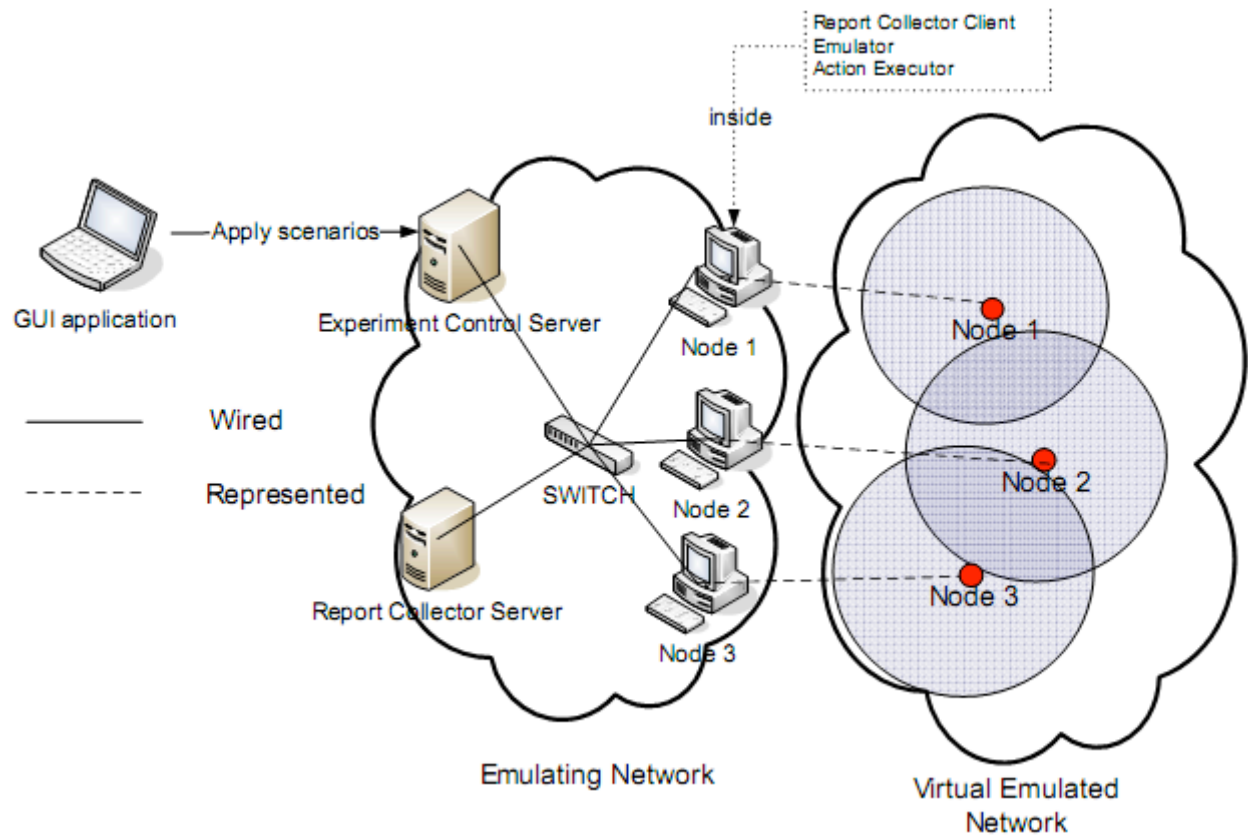 Report Collector Client
Emulator
Action Executor
inside
Apply scenarios
GUI application
Experiment Control Server
Node 1
Node 1
Wired
Represented
SWITCH
Node 2
Node 2
Report Collector Server
Node 3
Node 3
Emulating Network
Virtual Emulated
Network